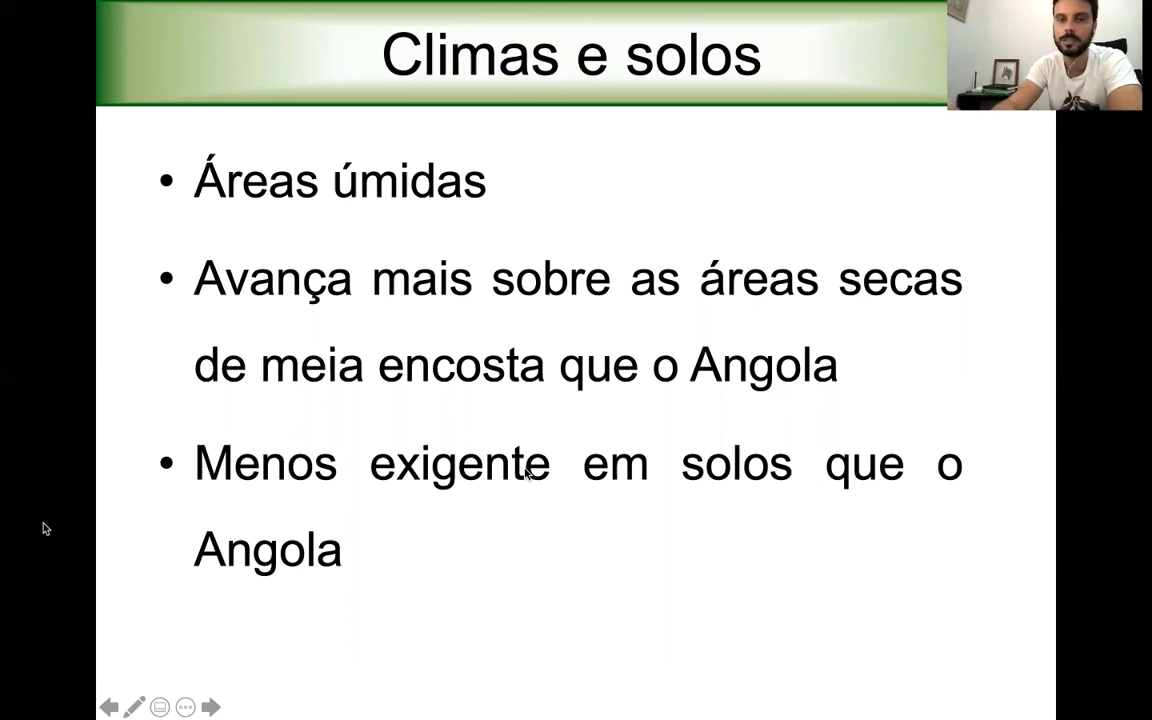 Climas e solos
• Áreas úmidas
• Avança mais sobre as áreas secas
de meia encosta que o Angola
• Menos exigente em solos que o
Angola